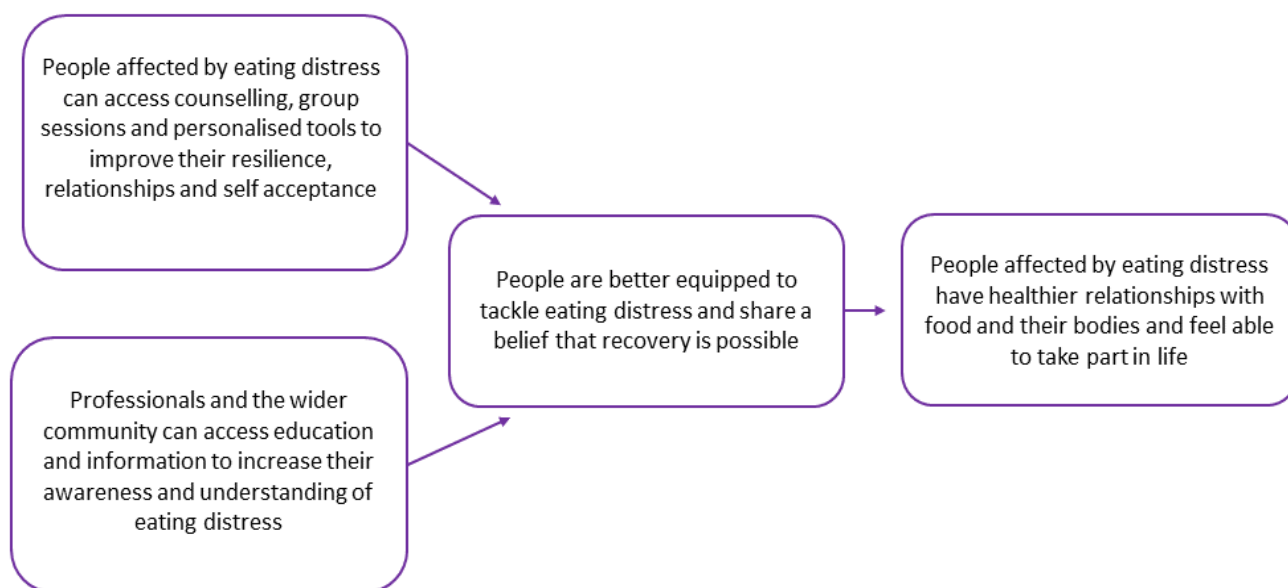 People affected by eating distress
can access counselling, group
sessions and personalised tools to
improve their resilience,
relationships and self acceptance
Professionals and the wider
community can access education
and information to increase their
awareness and understanding of
eating distress
People are better equipped to
tackle eating distress and share a
belief that recovery is possible
People affected by eating distress
have healthier relationships with
food and their bodies and feel able
to take part in life